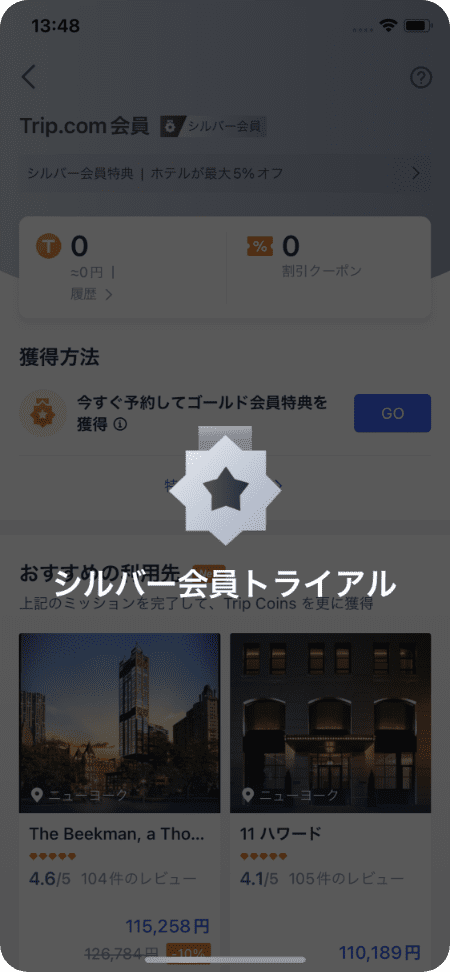 13:48
Trip.com会員 シルバー会員
シルバー会員特典 | ホテルが最大5%オフ
T 0 % 0
≈0円 | 割引クーポン
履歴
獲得方法
今すぐ予約してゴールド会員特典を
獲得
GO
特
おすすめの利用先
シルバー会員トライアル
上記のミッションを完了して、Trip Coins を更に獲得
ニューヨーク ニューヨーク
The Beekman, a Tho... 11 ハワード
4.6/5 104件のレビュー 4.1/5 105件のレビュー
115,258円
126,784円 -10% 110,189円